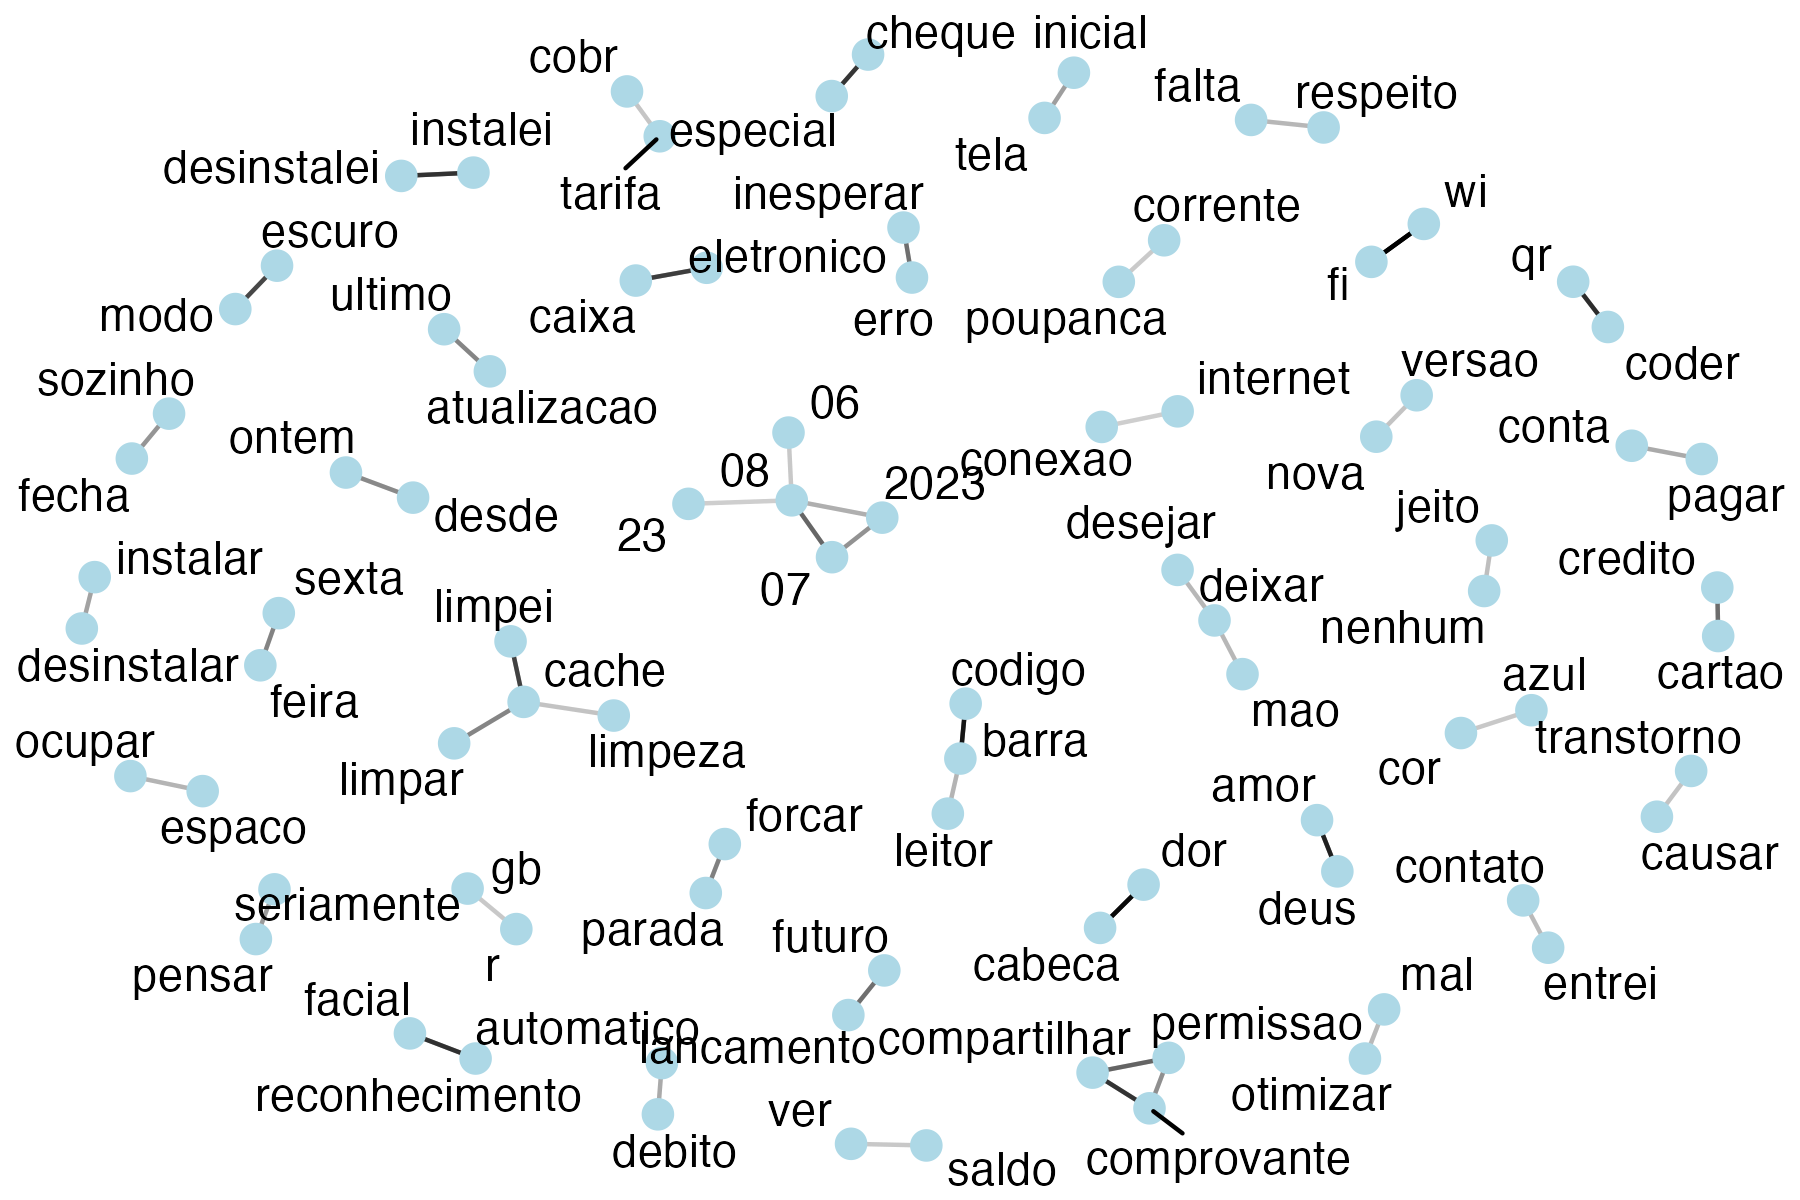 cheque inicial
cobr
falta
respeito
instalei
especial
tela
desinstalei
tarifa
inesperar
wi
corrente
escuro
eletronico
qr
fi
ultimo
modo
caixa
erro
poupanca
versao
coder
sozinho
internet
atualizacao
06
conta
ontem
conexao
08
2023
nova
fecha
pagar
jeito
desde
desejar
23
instalar
credito
sexta
deixar
07
limpei
nenhum
desinstalar
cache
codigo
cartao
azul
feira
mao
ocupar
barra
transtorno
limpeza
limpar
cor
amor
forcar
espaco
leitor
dor
causar
gb
contato
seriamente
deus
parada
futuro
r
cabeca
pensar
mal
entrei
facial
permissao
automatico
compartilhar
lancamento
reconhecimento
otimizar
ver
debito
comprovante
saldo